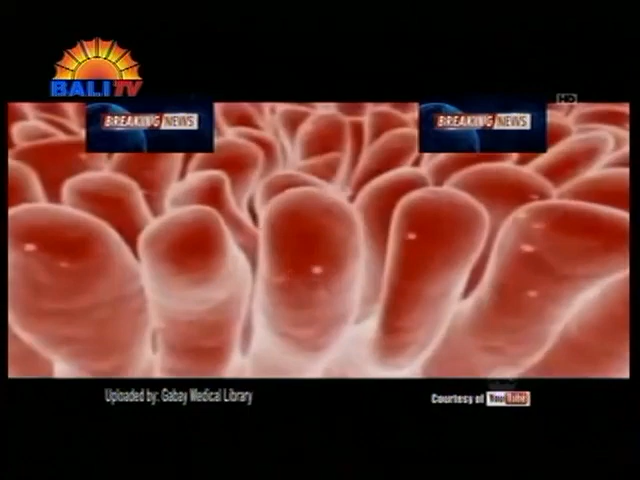 BALI TV
HD
BREAKING NEWS
BREAKING NEWS
Uploaded by: Gabay Medical Library
Courtesy of YouTube